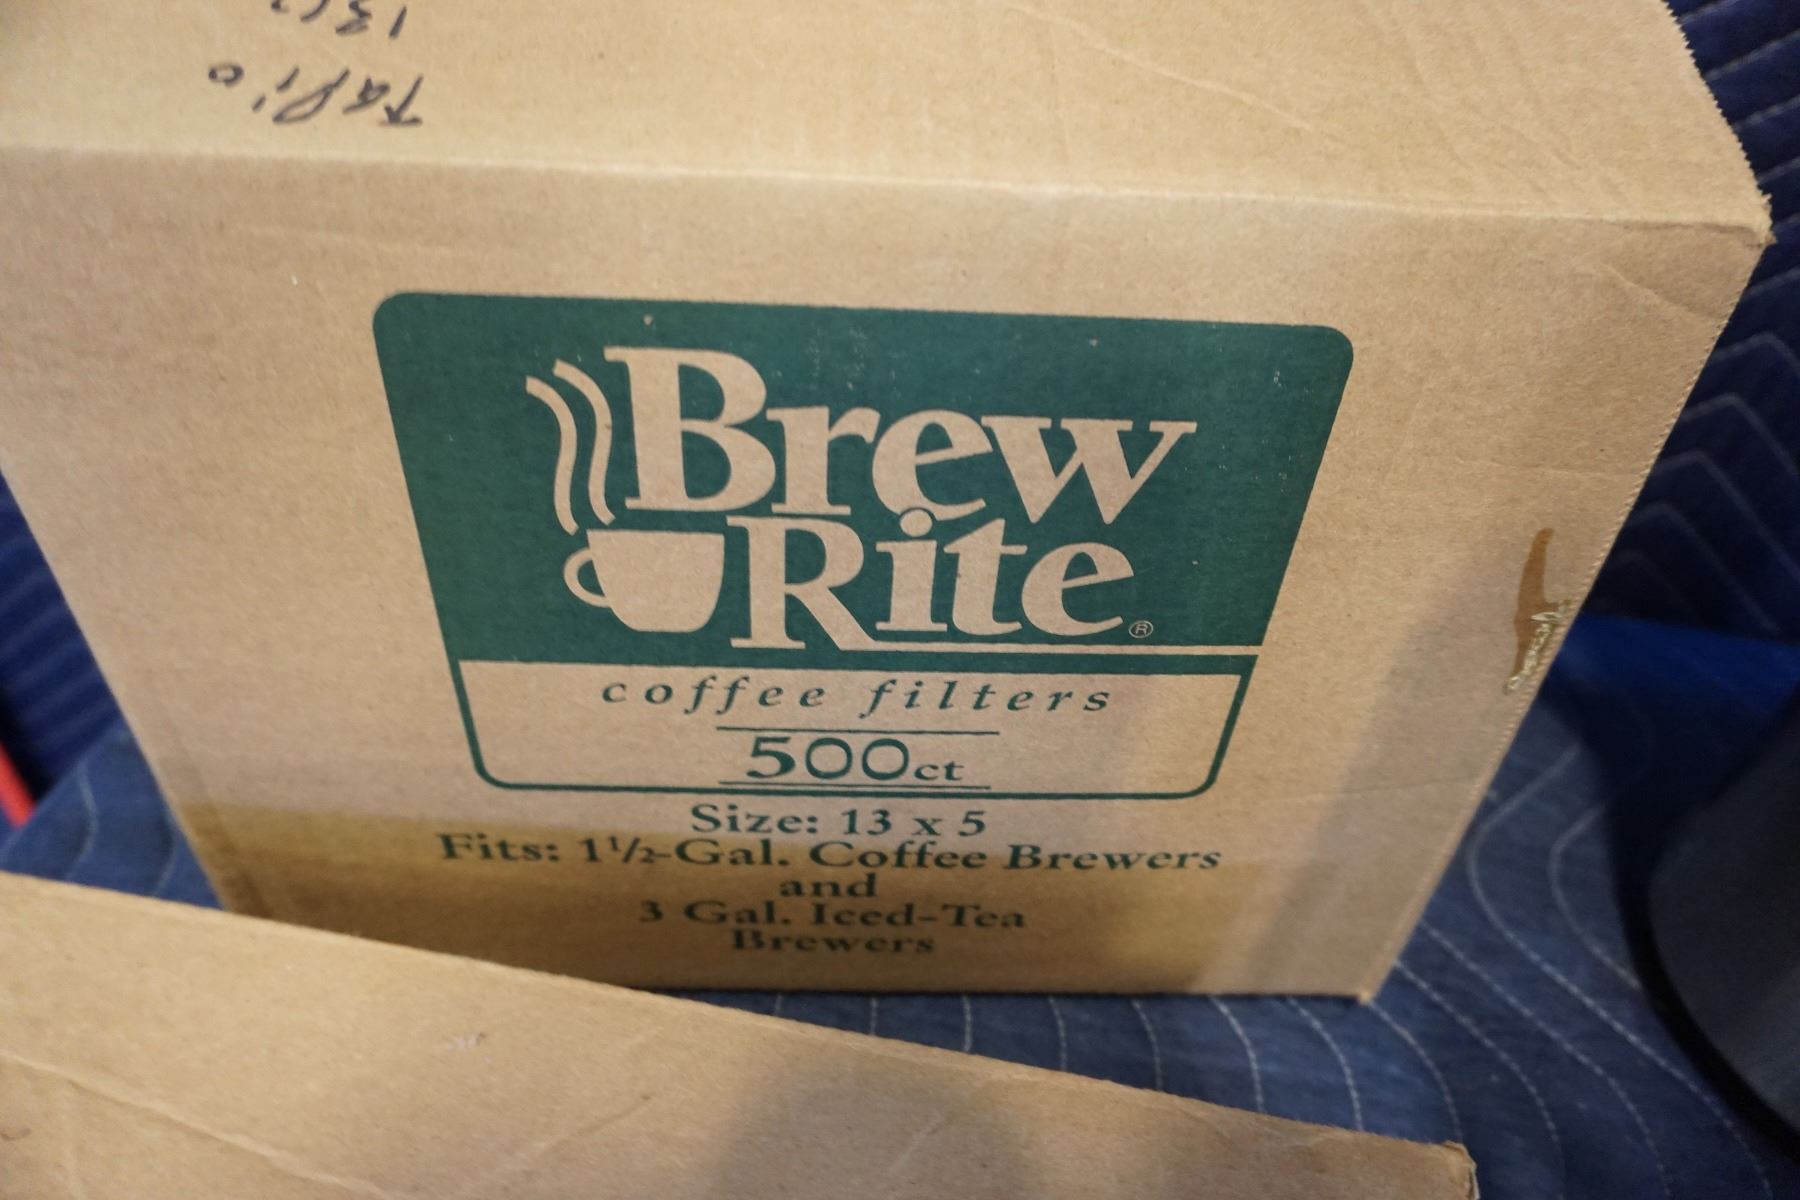 Tapio
Brew
Rite®
coffee filters
500ct
Size: 13 x 5
Fits: 1½-Gal. Coffee Brewers
and
3 Gal. Iced-Tea
Brewers